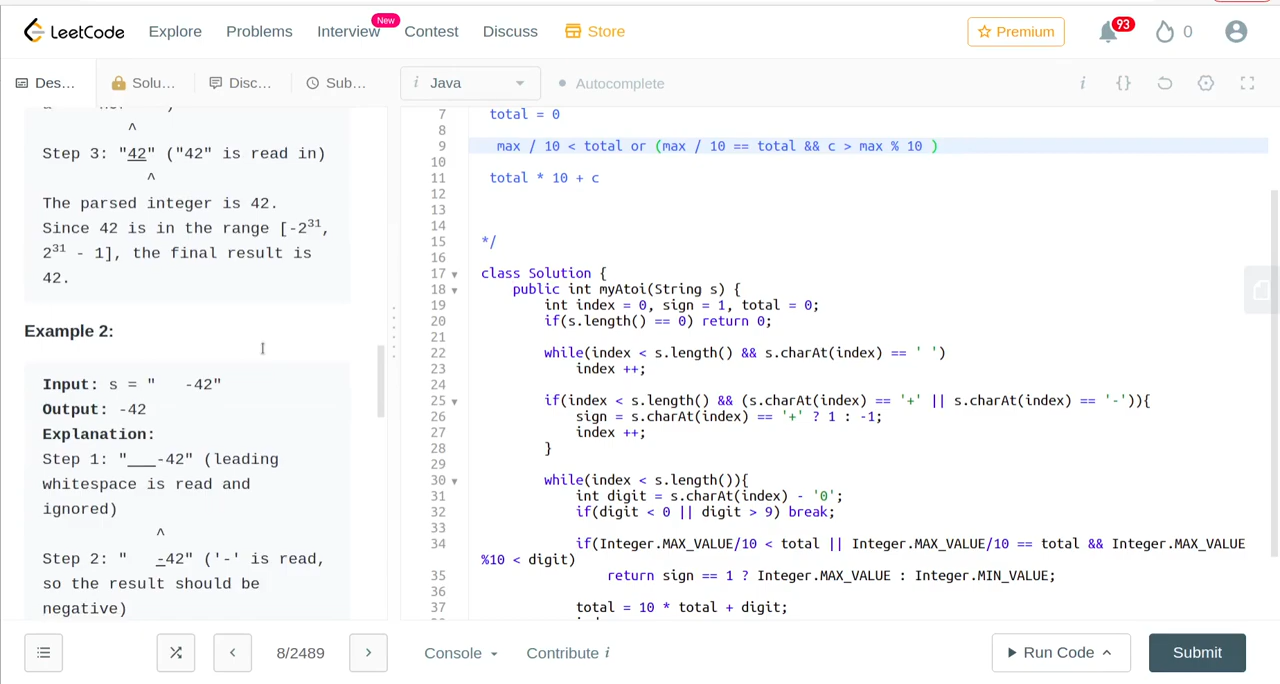 LeetCode Explore Problems Interview New Contest Discuss Store Premium 93 0
Des... Solu... Disc... Sub... i Java Autocomplete i {}
^
Step 3: "42" ("42" is read in)
^
The parsed integer is 42.
Since 42 is in the range [-2^31,
2^31 - 1], the final result is
42.
Example 2:
Input: s = "   -42"
Output: -42
Explanation:
Step 1: "___-42" (leading
whitespace is read and
ignored)
^
Step 2: "   -42" ('-' is read,
so the result should be
negative)
7 total = 0
8
9 max / 10 < total or (max / 10 == total && c > max % 10 )
10
11 total * 10 + c
12
13
14
15 */
16
17 class Solution {
18 public int myAtoi(String s) {
19 int index = 0, sign = 1, total = 0;
20 if(s.length() == 0) return 0;
21
22 while(index < s.length() && s.charAt(index) == ' ')
23 index ++;
24
25 if(index < s.length() && (s.charAt(index) == '+' || s.charAt(index) == '-')){
26 sign = s.charAt(index) == '+' ? 1 : -1;
27 index ++;
28 }
29
30 while(index < s.length()){
31 int digit = s.charAt(index) - '0';
32 if(digit < 0 || digit > 9) break;
33
34 if(Integer.MAX_VALUE/10 < total || Integer.MAX_VALUE/10 == total && Integer.MAX_VALUE
%10 < digit)
35 return sign == 1 ? Integer.MAX_VALUE : Integer.MIN_VALUE;
36
37 total = 10 * total + digit;
8/2489 Console Contribute i Run Code Submit